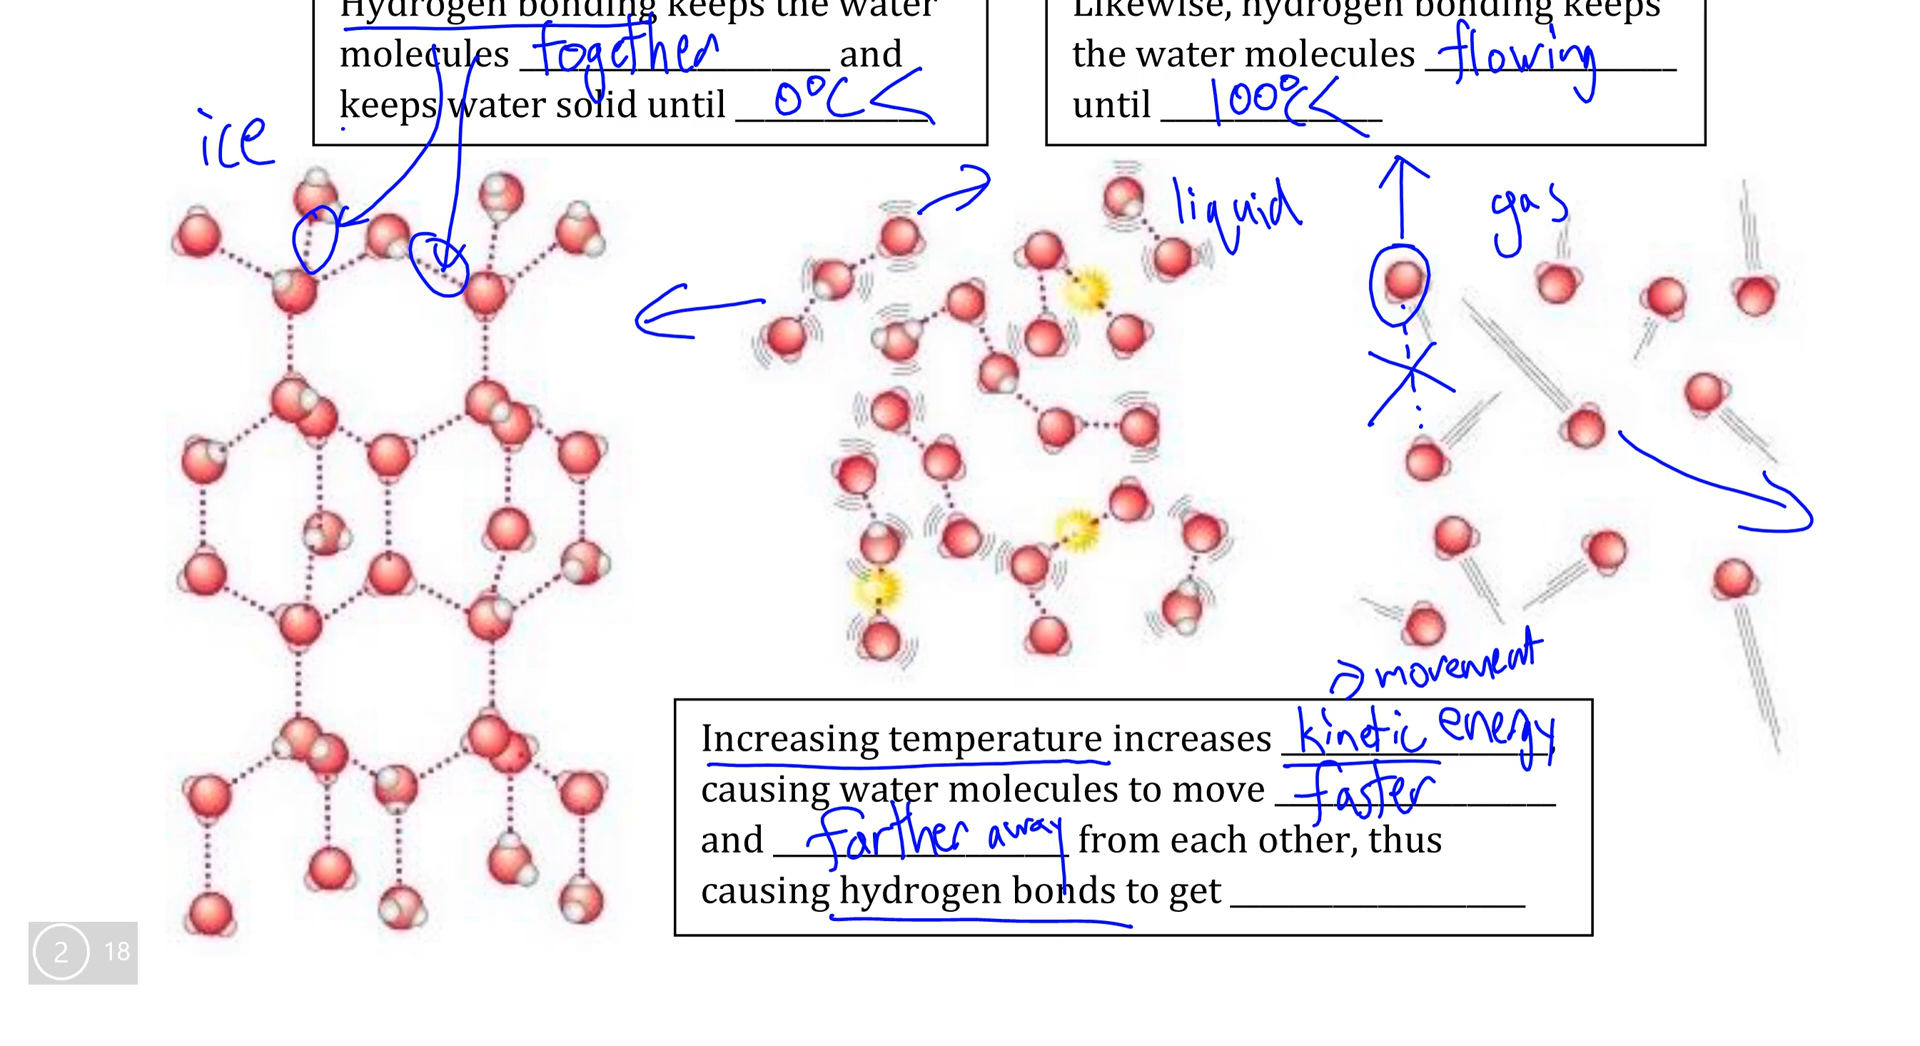 Hydrogen bonding keeps the water
molecules together and
keeps water solid until 0°C <
Likewise, hydrogen bonding keeps
the water molecules flowing
until 100°C <
ice
liquid
gas
→ movement
Increasing temperature increases kinetic energy
causing water molecules to move faster
and farther away from each other, thus
causing hydrogen bonds to get
2 18